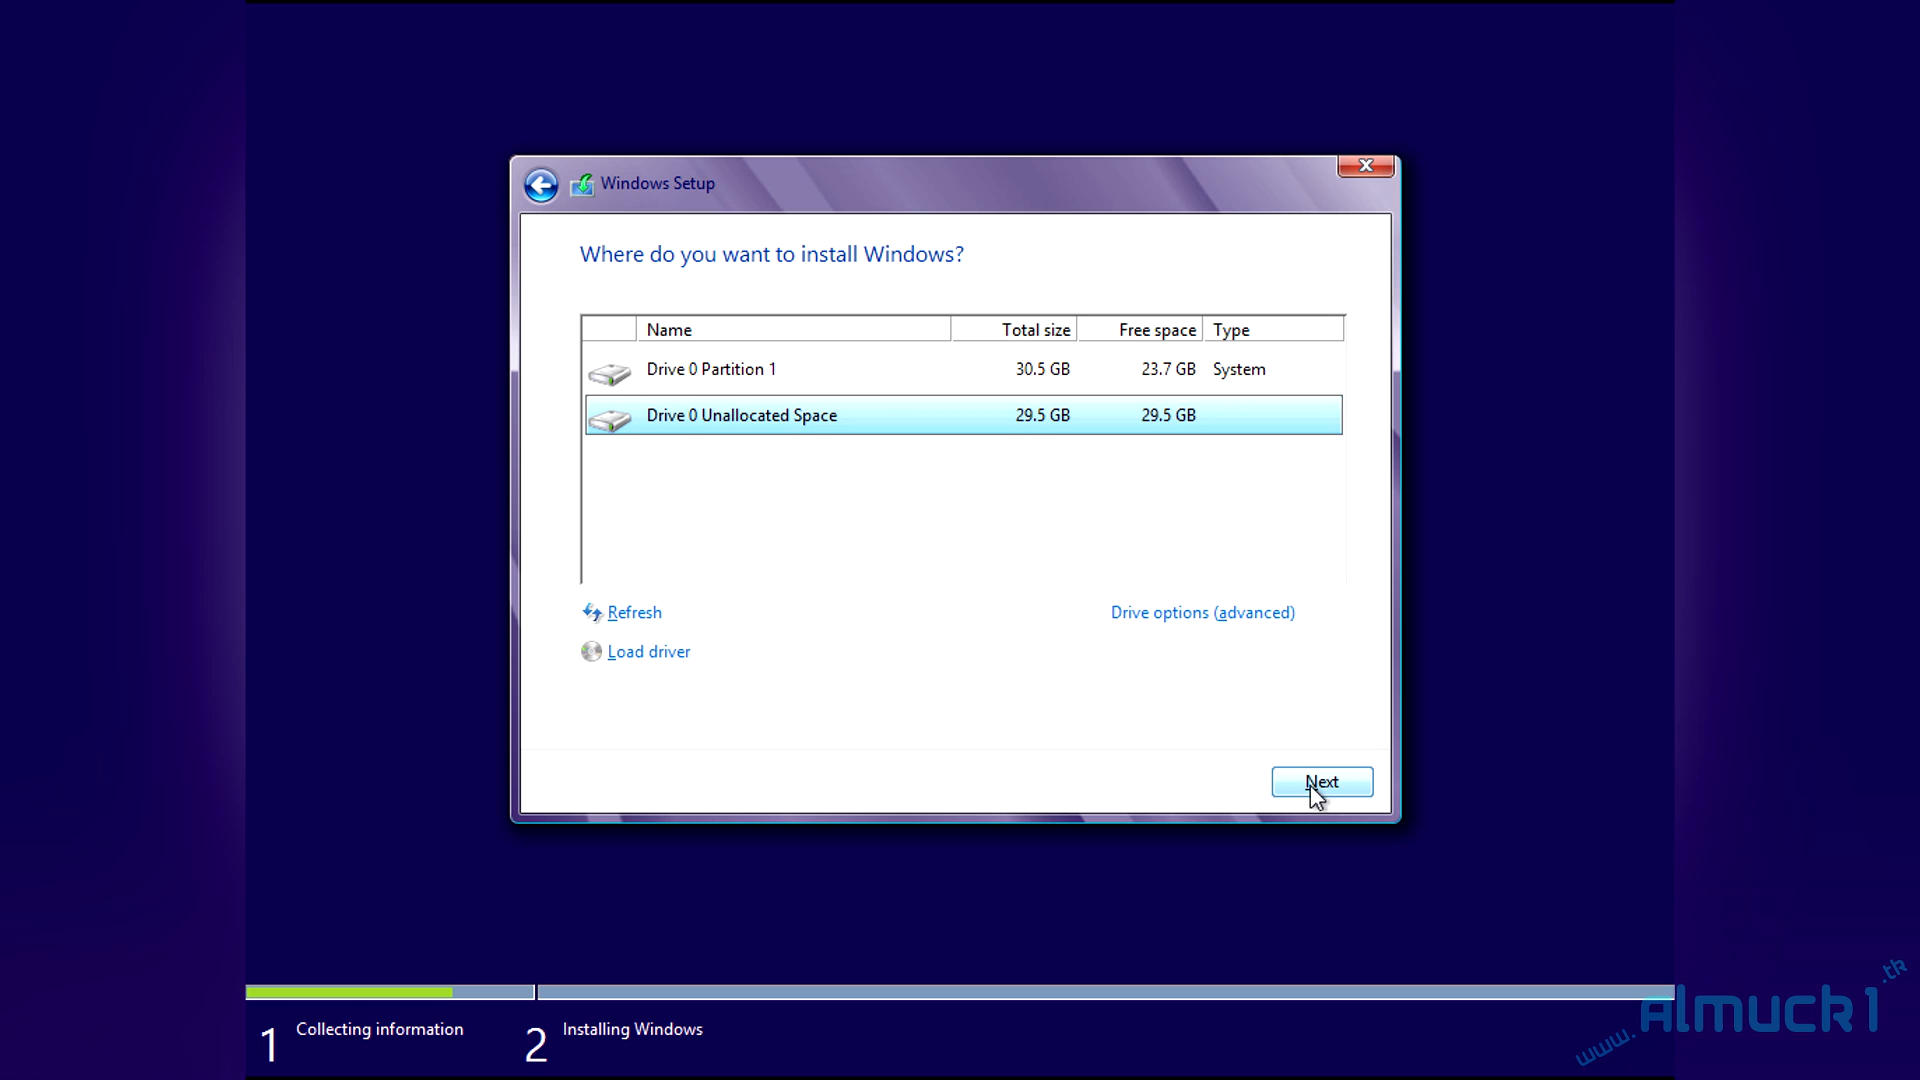 Windows Setup
Where do you want to install Windows?
Name Total size Free space Type
Drive 0 Partition 1 30.5 GB 23.7 GB System
Drive 0 Unallocated Space 29.5 GB 29.5 GB
Refresh Drive options (advanced)
Load driver
Next
1 Collecting information 2 Installing Windows
www.Almuck1.tk